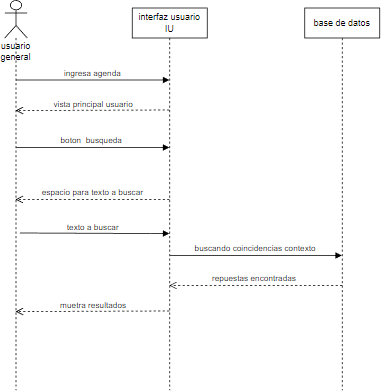 interfaz usuario
IU
base de datos
usuario
general
ingresa agenda
vista principal usuario
boton busqueda
espacio para texto a buscar
texto a buscar
buscando coincidencias contexto
repuestas encontradas
muetra resultados